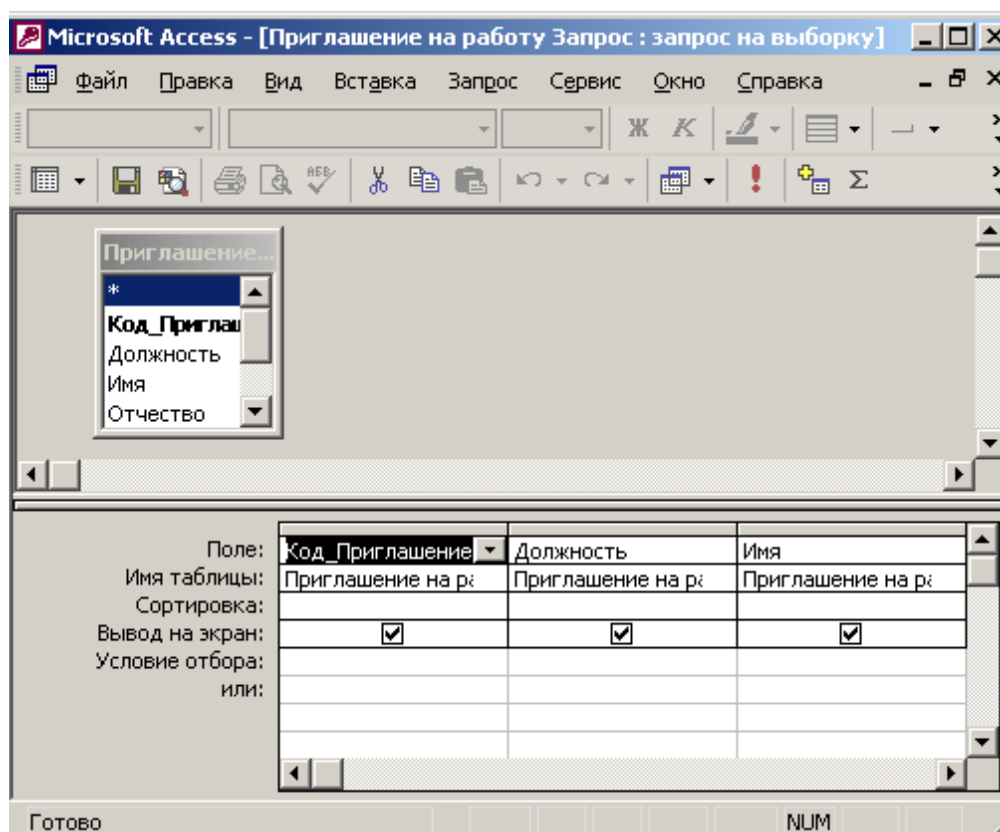 Microsoft Access - [Приглашение на работу Запрос : запрос на выборку]
Файл Правка Вид Вставка Запрос Сервис Окно Справка
Ж К
АБВ Σ
Приглашение...
*
Код_Приглаш
Должность
Имя
Отчество
Поле: Код_Приглашение Должность Имя
Имя таблицы: Приглашение на ра Приглашение на ра Приглашение на ра
Сортировка:
Вывод на экран:
Условие отбора:
или:
Готово NUM